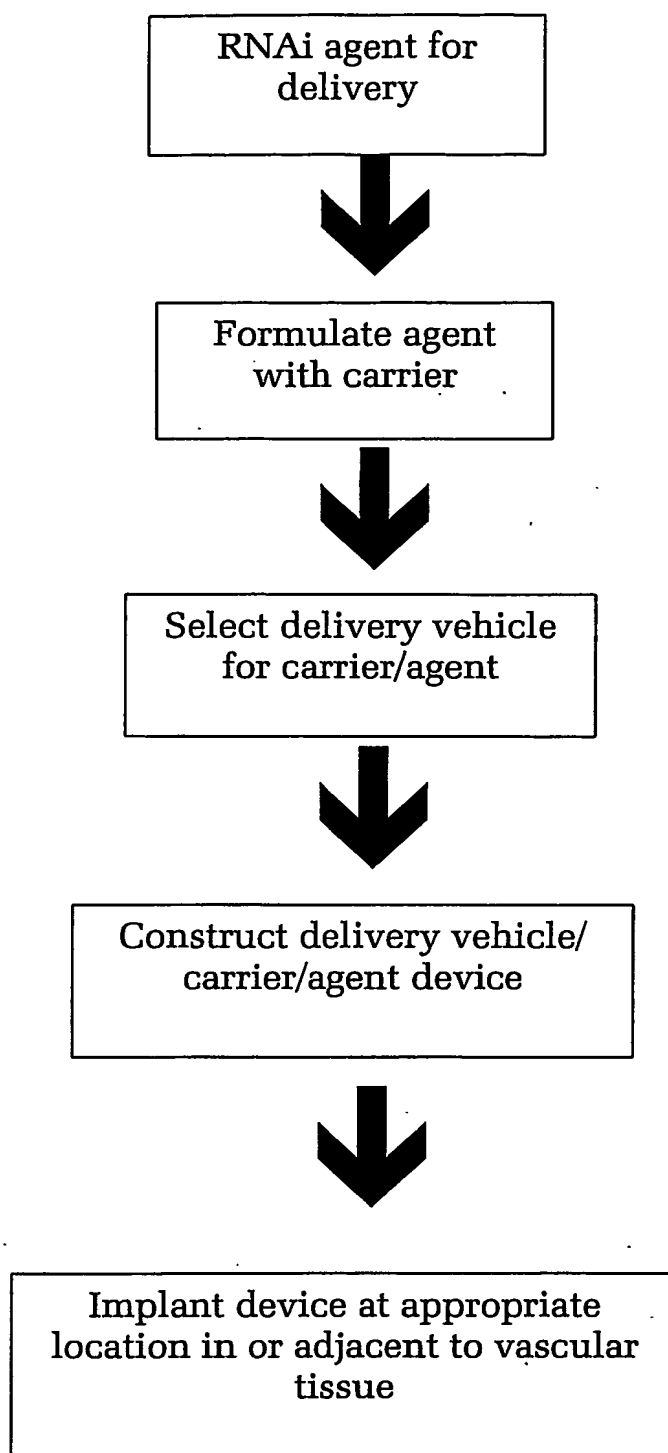 RNAi agent for
delivery
Formulate agent
with carrier
Select delivery vehicle
for carrier/agent
Construct delivery vehicle/
carrier/agent device
Implant device at appropriate
location in or adjacent to vascular
tissue